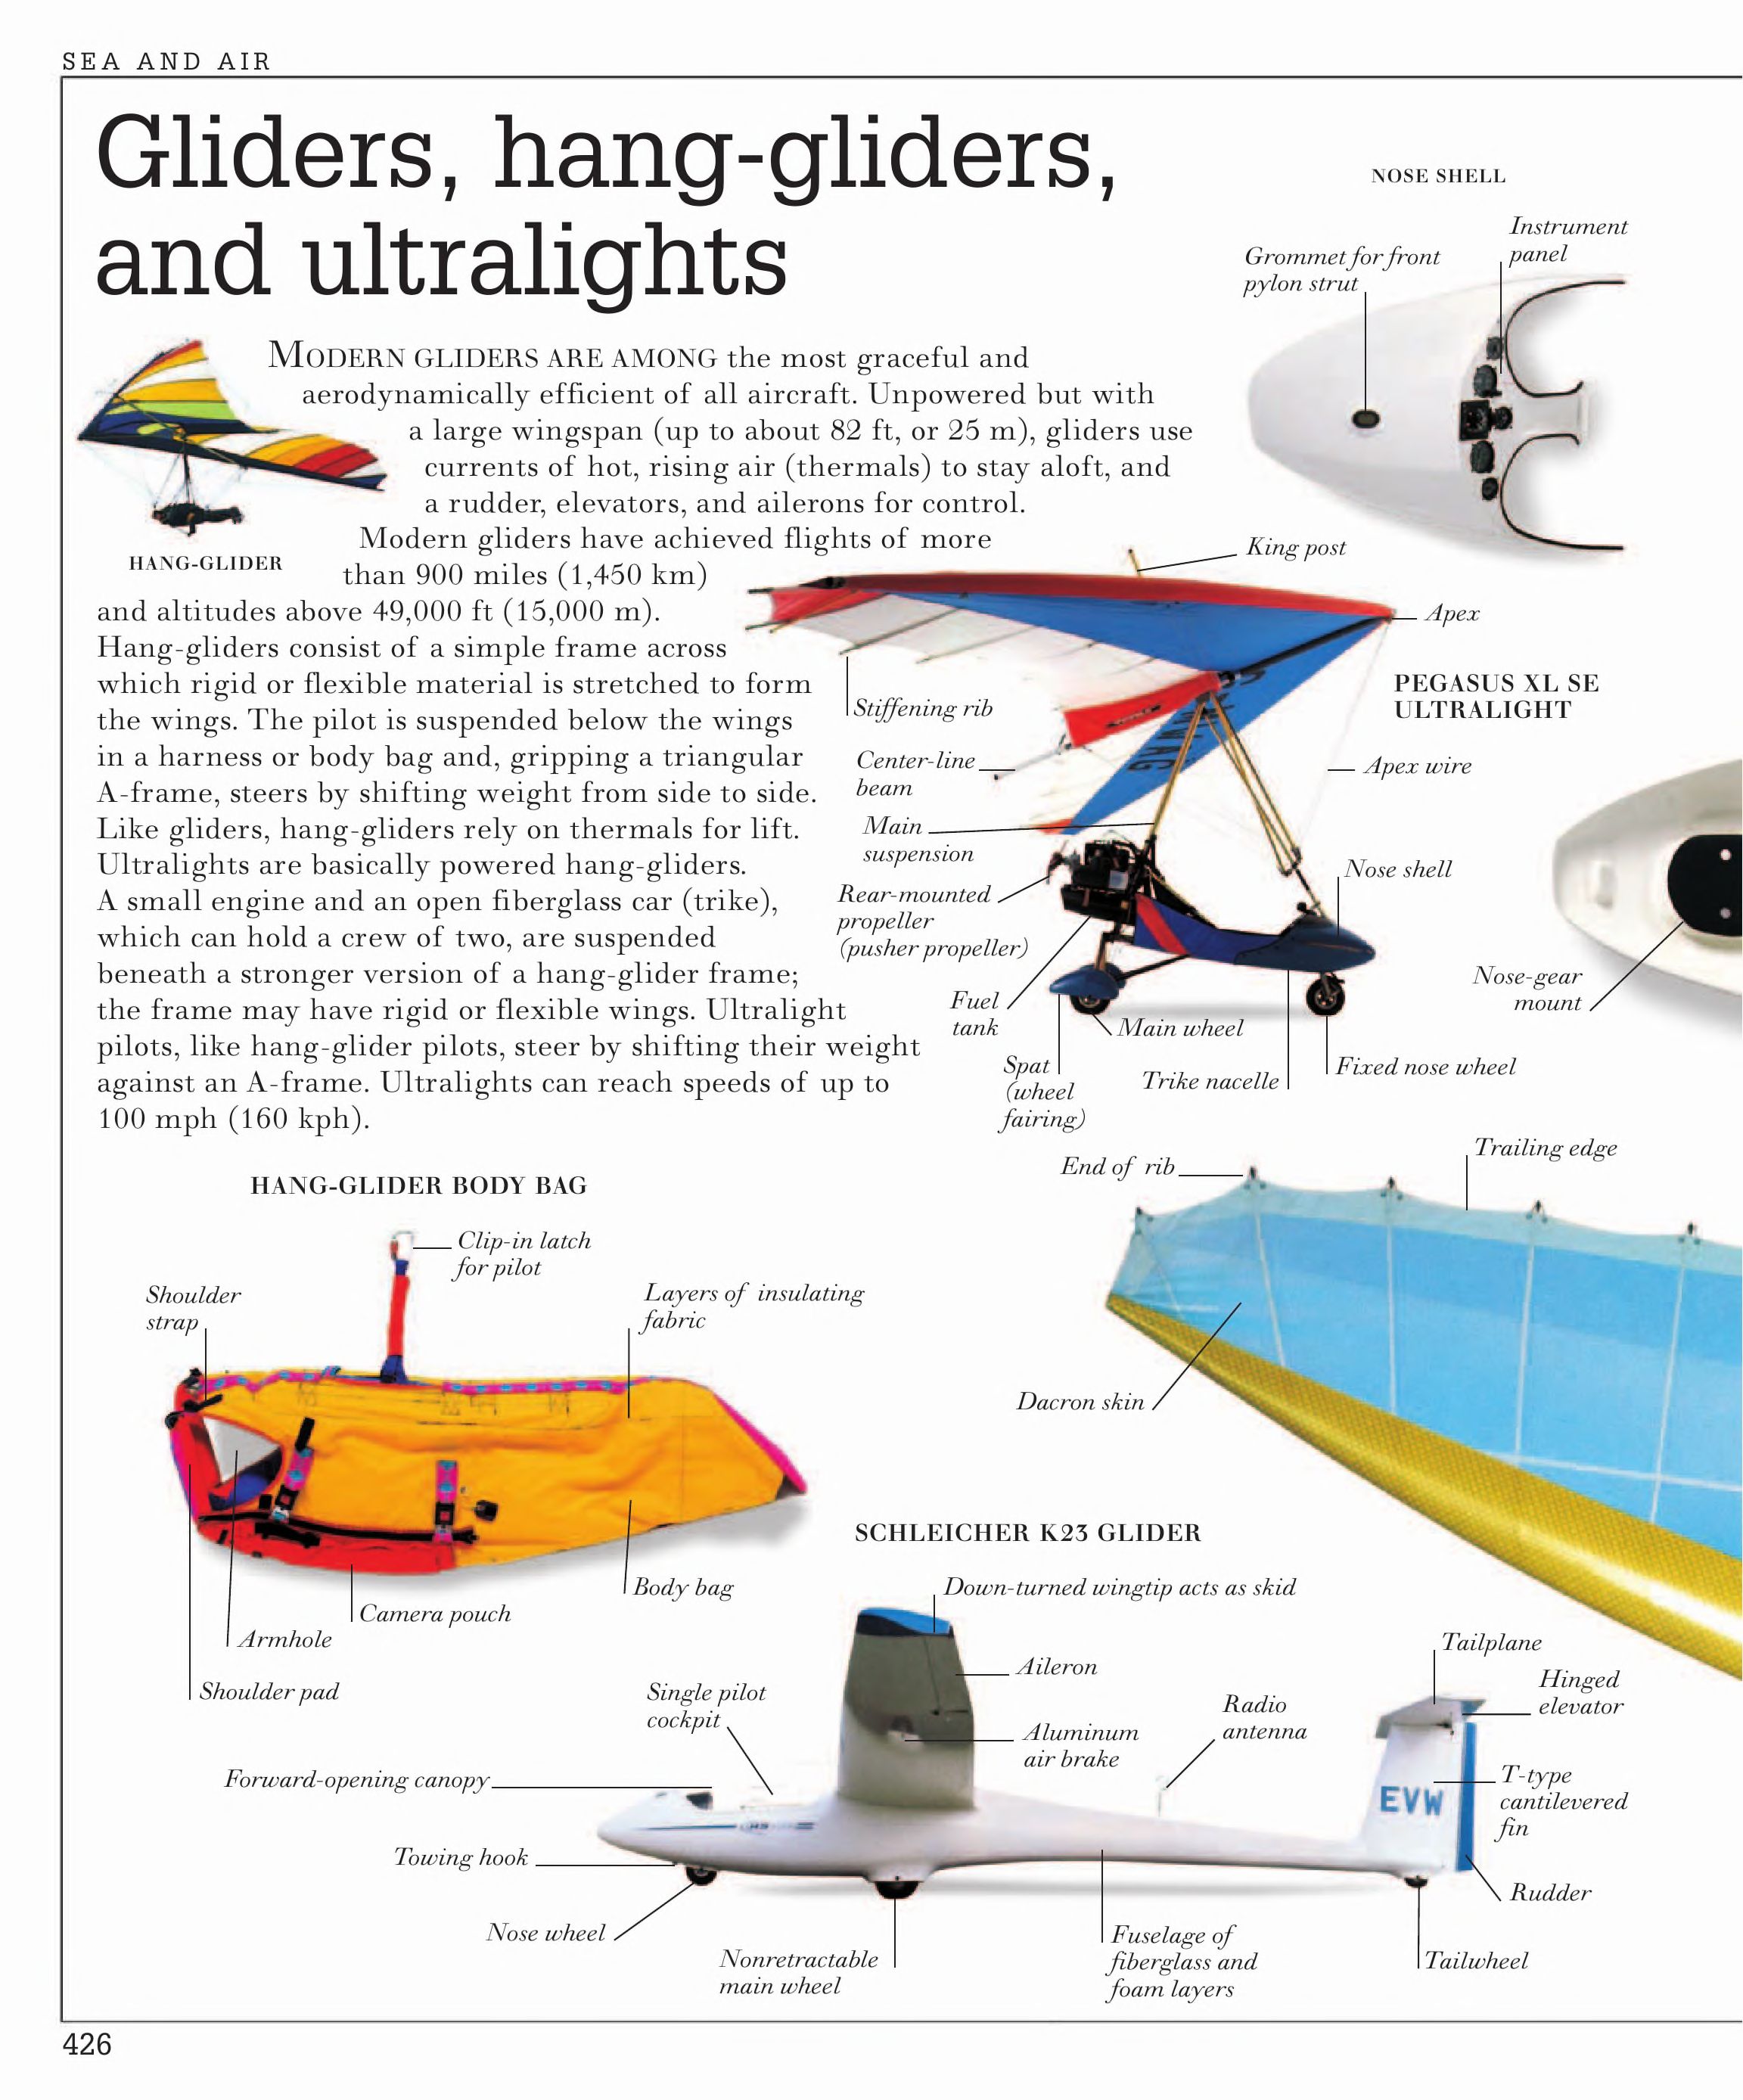 SEA AND AIR
Gliders, hang-gliders,
and ultralights
NOSE SHELL
Instrument
panel
Grommet for front
pylon strut
MODERN GLIDERS ARE AMONG the most graceful and
aerodynamically efficient of all aircraft. Unpowered but with
a large wingspan (up to about 82 ft, or 25 m), gliders use
currents of hot, rising air (thermals) to stay aloft, and
a rudder, elevators, and ailerons for control.
Modern gliders have achieved flights of more
than 900 miles (1,450 km)
and altitudes above 49,000 ft (15,000 m).
Hang-gliders consist of a simple frame across
which rigid or flexible material is stretched to form
the wings. The pilot is suspended below the wings
in a harness or body bag and, gripping a triangular
A-frame, steers by shifting weight from side to side.
Like gliders, hang-gliders rely on thermals for lift.
Ultralights are basically powered hang-gliders.
A small engine and an open fiberglass car (trike),
which can hold a crew of two, are suspended
beneath a stronger version of a hang-glider frame;
the frame may have rigid or flexible wings. Ultralight
pilots, like hang-glider pilots, steer by shifting their weight
against an A-frame. Ultralights can reach speeds of up to
100 mph (160 kph).
HANG-GLIDER
King post
Apex
PEGASUS XL SE
ULTRALIGHT
Stiffening rib
Center-line
beam
Apex wire
Main
suspension
Nose shell
Rear-mounted
propeller
(pusher propeller)
Nose-gear
mount
Fuel
tank
Main wheel
Spat
(wheel
fairing)
Trike nacelle
Fixed nose wheel
End of rib
Trailing edge
Dacron skin
HANG-GLIDER BODY BAG
Clip-in latch
for pilot
Shoulder
strap
Layers of insulating
fabric
Body bag
Camera pouch
Armhole
Shoulder pad
SCHLEICHER K23 GLIDER
Down-turned wingtip acts as skid
Aileron
Tailplane
Hinged
elevator
Single pilot
cockpit
Radio
antenna
Aluminum
air brake
Forward-opening canopy
T-type
cantilevered
fin
EVW
Towing hook
Rudder
Nose wheel
Nonretractable
main wheel
Fuselage of
fiberglass and
foam layers
Tailwheel
426